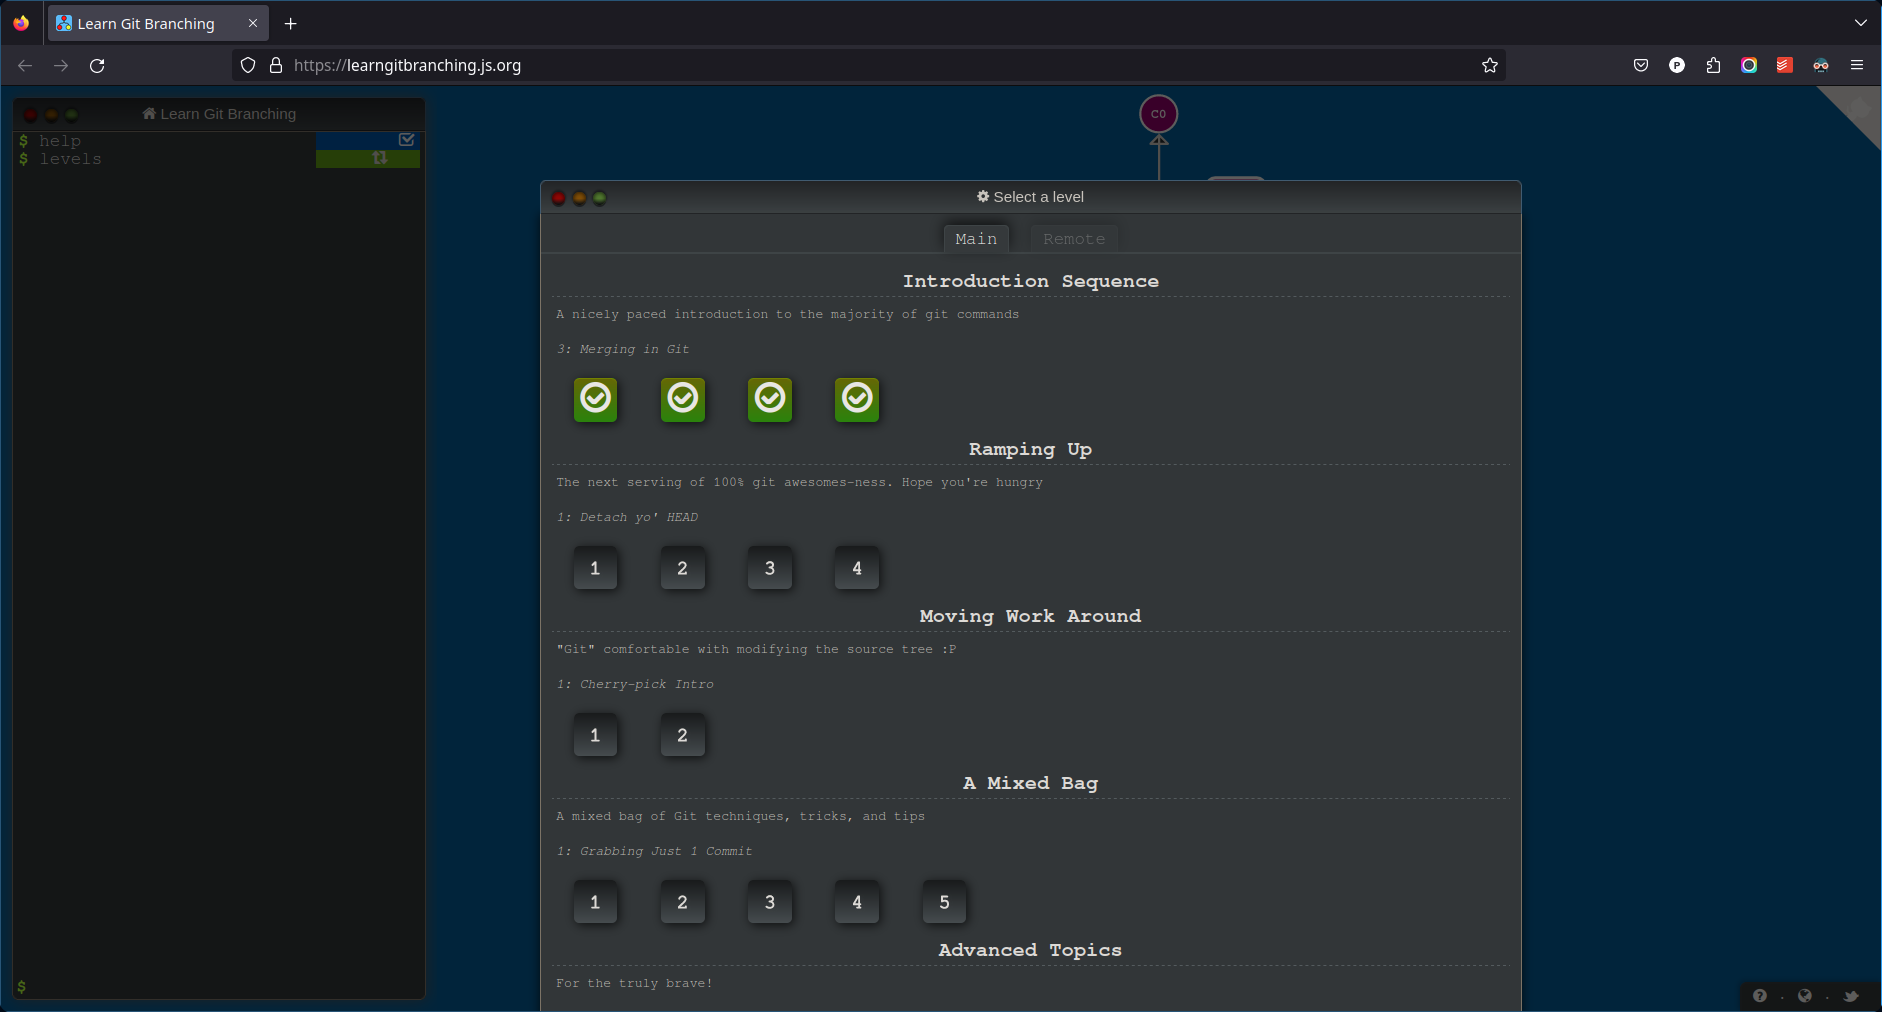 Learn Git Branching
https://learngitbranching.js.org
P
Learn Git Branching
$ help
$ levels
$
C0
Select a level
Main
Remote
Introduction Sequence
A nicely paced introduction to the majority of git commands
3: Merging in Git
Ramping Up
The next serving of 100% git awesomes-ness. Hope you're hungry
1: Detach yo' HEAD
1 2 3 4
Moving Work Around
"Git" comfortable with modifying the source tree :P
1: Cherry-pick Intro
1 2
A Mixed Bag
A mixed bag of Git techniques, tricks, and tips
1: Grabbing Just 1 Commit
1 2 3 4 5
Advanced Topics
For the truly brave!